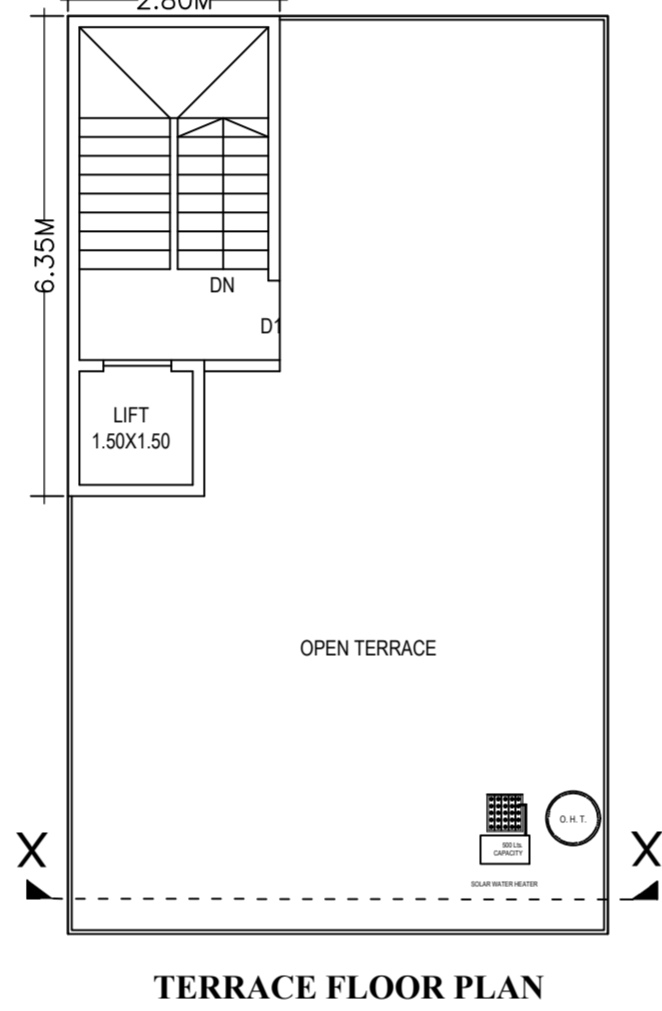 2.80M
6.35M
DN
D1
LIFT
1.50X1.50
OPEN TERRACE
O. H. T.
500 Lts.
CAPACITY
X
X
SOLAR WATER HEATER
TERRACE FLOOR PLAN